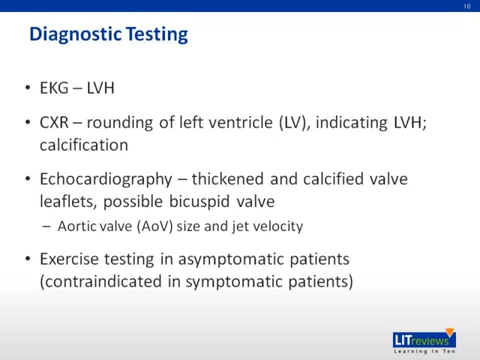 10
Diagnostic Testing
• EKG – LVH
• CXR – rounding of left ventricle (LV), indicating LVH;
calcification
• Echocardiography – thickened and calcified valve
leaflets, possible bicuspid valve
– Aortic valve (AoV) size and jet velocity
• Exercise testing in asymptomatic patients
(contraindicated in symptomatic patients)
LITreviews
Learning In Ten